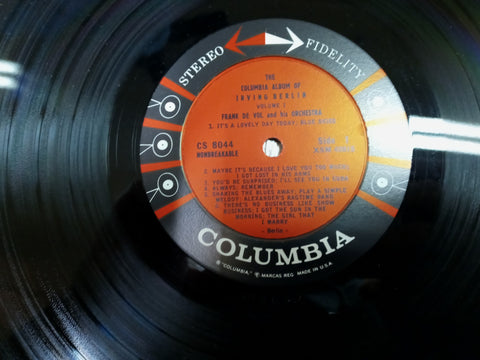 STEREO FIDELITY
THE
COLUMBIA ALBUM OF
IRVING BERLIN
VOLUME I
FRANK DE VOL and his ORCHESTRA
1. IT'S A LOVELY DAY TODAY; BLUE SKIES
CS 8044
NONBREAKABLE
2. MAYBE IT'S BECAUSE I LOVE YOU TOO MUCH;
I GOT LOST IN HIS ARMS
3. YOU'D BE SURPRISED; I'LL SEE YOU IN
4. ALWAYS; REMEMBER
5. SHAKING THE BLUES AWAY; PLAY A SIMPLE
MELODY; ALEXANDER'S RAGTIME BAND
6. THERE'S NO BUSINESS LIKE SHOW
BUSINESS; I GOT THE SUN IN THE
MORNING; THE GIRL THAT
I MARRY
- Berlin -
COLUMBIA
® "COLUMBIA," MARCAS REG. MADE IN U.S.A.